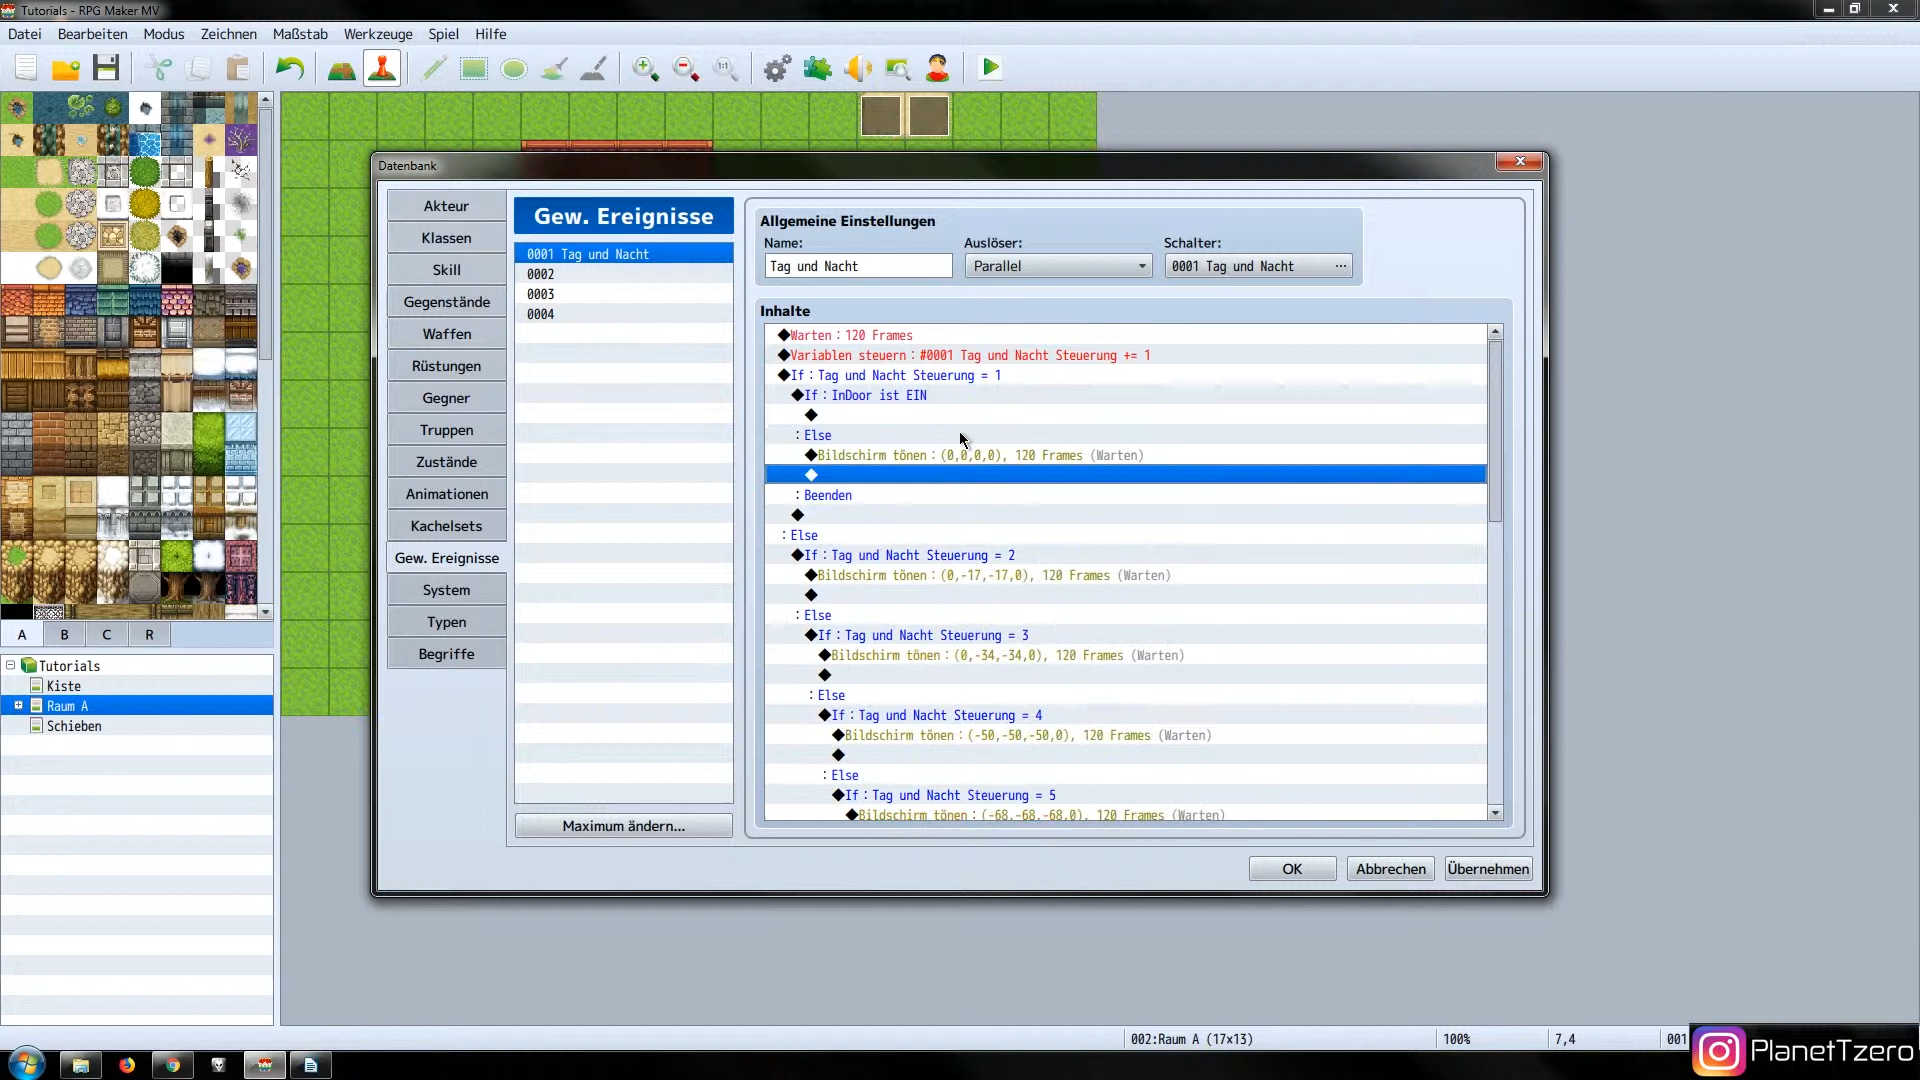 Tutorials - RPG Maker MV
Datei Bearbeiten Modus Zeichnen Maßstab Werkzeuge Spiel Hilfe
1:1
Datenbank
Akteur
Klassen
Skill
Gegenstände
Waffen
Rüstungen
Gegner
Truppen
Zustände
Animationen
Kachelsets
Gew. Ereignisse
System
Typen
Begriffe
Gew. Ereignisse
0001 Tag und Nacht
0002
0003
0004
Maximum ändern...
Allgemeine Einstellungen
Name: Auslöser: Schalter:
Tag und Nacht Parallel 0001 Tag und Nacht ...
Inhalte
◆Warten：120 Frames
◆Variablen steuern：#0001 Tag und Nacht Steuerung += 1
◆If：Tag und Nacht Steuerung = 1
◆If：InDoor ist EIN
◆
：Else
◆Bildschirm tönen：(0,0,0,0), 120 Frames (Warten)
◆
：Beenden
◆
：Else
◆If：Tag und Nacht Steuerung = 2
◆Bildschirm tönen：(0,-17,-17,0), 120 Frames (Warten)
◆
：Else
◆If：Tag und Nacht Steuerung = 3
◆Bildschirm tönen：(0,-34,-34,0), 120 Frames (Warten)
◆
：Else
◆If：Tag und Nacht Steuerung = 4
◆Bildschirm tönen：(-50,-50,-50,0), 120 Frames (Warten)
◆
：Else
◆If：Tag und Nacht Steuerung = 5
◆Bildschirm tönen：(-68,-68,-68,0), 120 Frames (Warten)
OK Abbrechen Übernehmen
A B C R
Tutorials
Kiste
Raum A
Schieben
002:Raum A (17x13) 100% 7,4 001
PlanetTzero